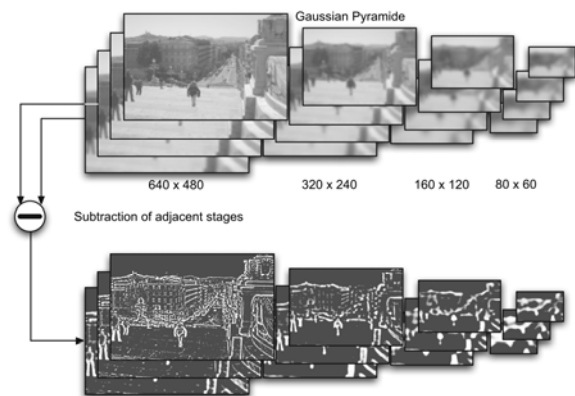 Gaussian Pyramide
640 x 480
320 x 240
160 x 120
80 x 60
Subtraction of adjacent stages